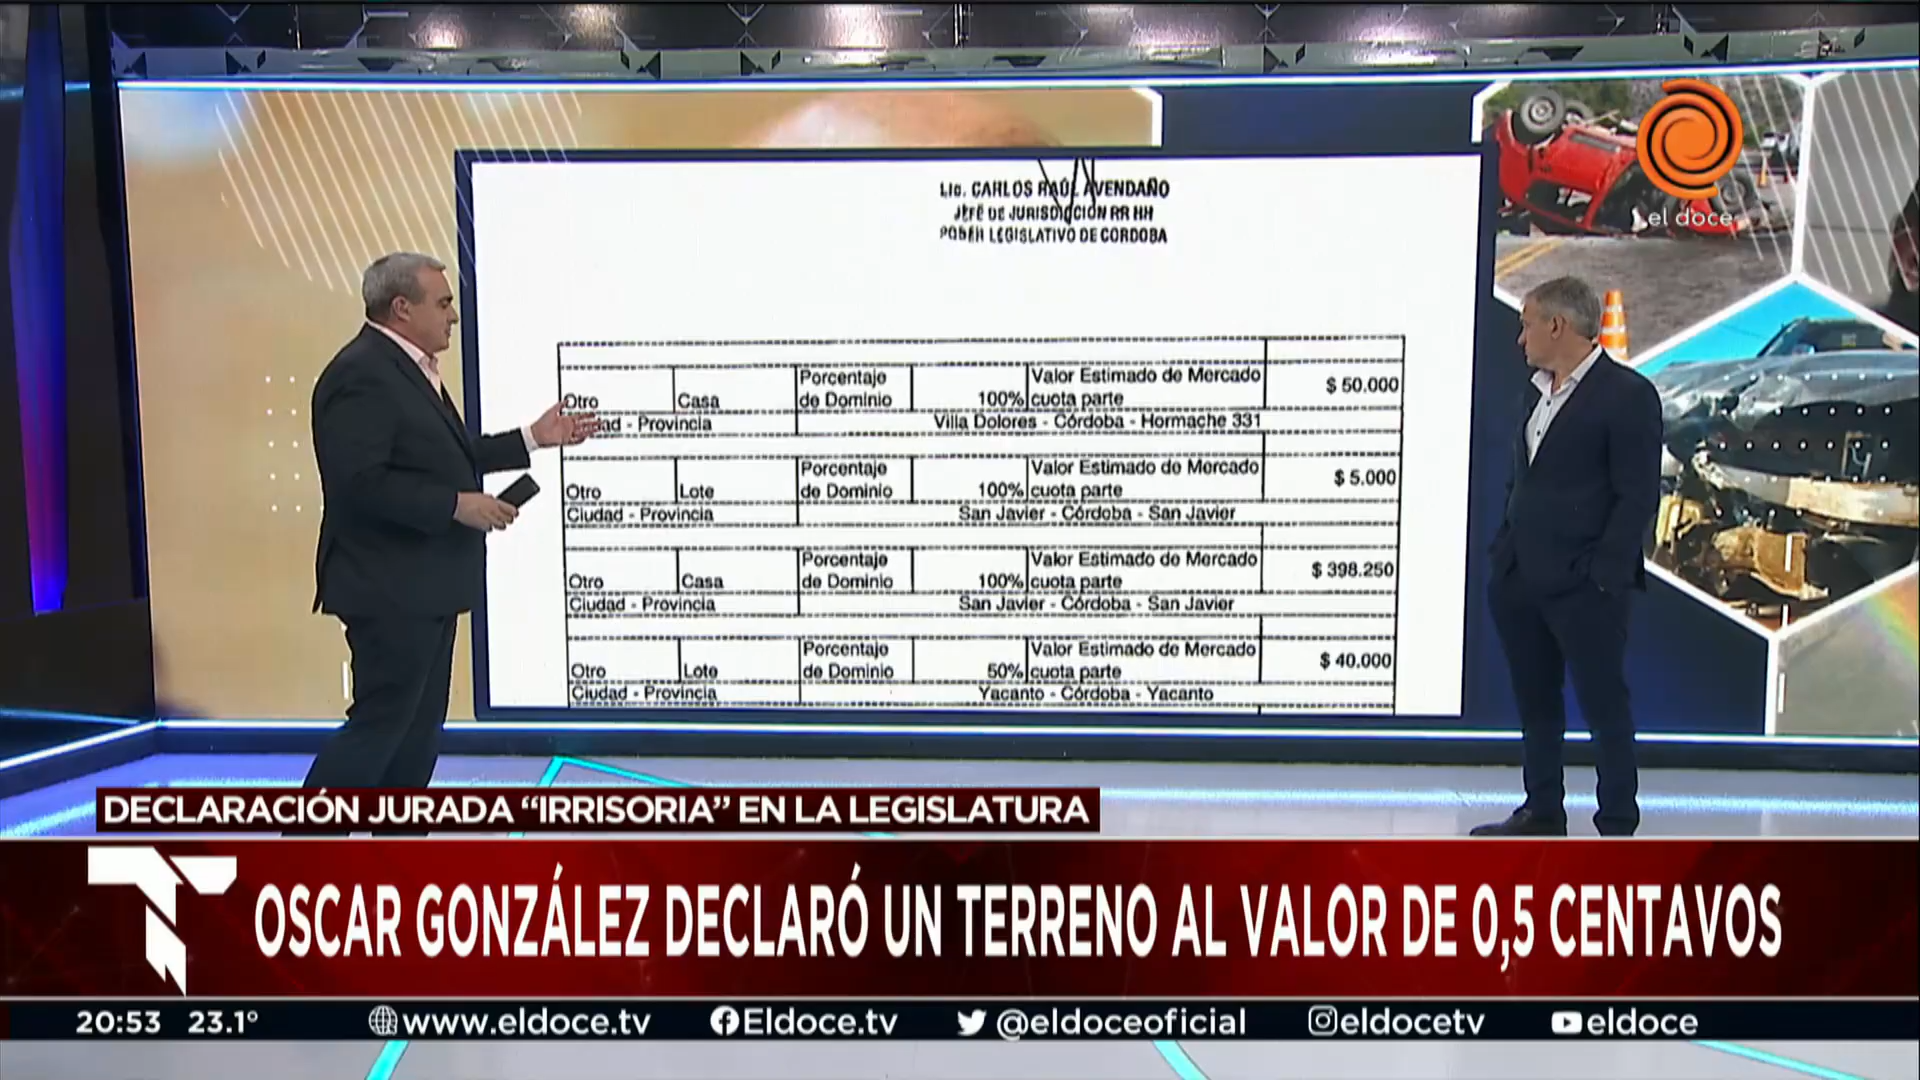 Lic. CARLOS RAÚL AVENDAÑO
JEFE DE JURISDICCIÓN RR HH
PODER LEGISLATIVO DE CORDOBA
el doce
Otro Casa Porcentaje de Dominio 100% Valor Estimado de Mercado cuota parte $ 50.000
Ciudad - Provincia Villa Dolores - Córdoba - Hormache 331
Otro Lote Porcentaje de Dominio 100% Valor Estimado de Mercado cuota parte $ 5.000
Ciudad - Provincia San Javier - Córdoba - San Javier
Otro Casa Porcentaje de Dominio 100% Valor Estimado de Mercado cuota parte $ 398.250
Ciudad - Provincia San Javier - Córdoba - San Javier
Otro Lote Porcentaje de Dominio 50% Valor Estimado de Mercado cuota parte $ 40.000
Ciudad - Provincia Yacanto - Córdoba - Yacanto
DECLARACIÓN JURADA “IRRISORIA” EN LA LEGISLATURA
OSCAR GONZÁLEZ DECLARÓ UN TERRENO AL VALOR DE 0,5 CENTAVOS
20:53 23.1° www.eldoce.tv Eldoce.tv @eldoceoficial eldocetv eldoce